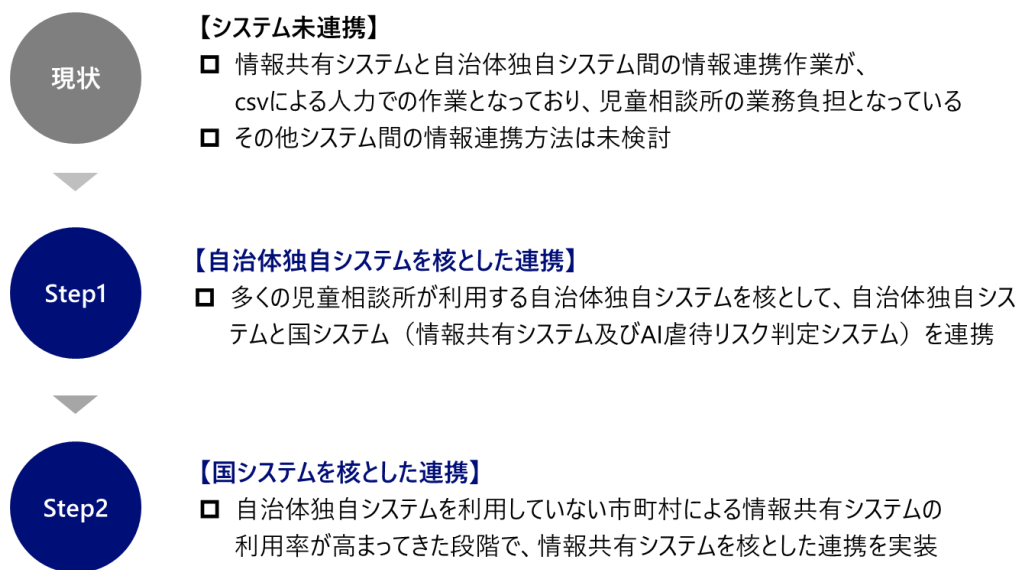 現状
【システム未連携】
情報共有システムと自治体独自システム間の情報連携作業が、
csvによる人力での作業となっており、児童相談所の業務負担となっている
その他システム間の情報連携方法は未検討
Step1
【自治体独自システムを核とした連携】
多くの児童相談所が利用する自治体独自システムを核として、自治体独自シス
テムと国システム（情報共有システム及びAI虐待リスク判定システム）を連携
Step2
【国システムを核とした連携】
自治体独自システムを利用していない市町村による情報共有システムの
利用率が高まってきた段階で、情報共有システムを核とした連携を実装